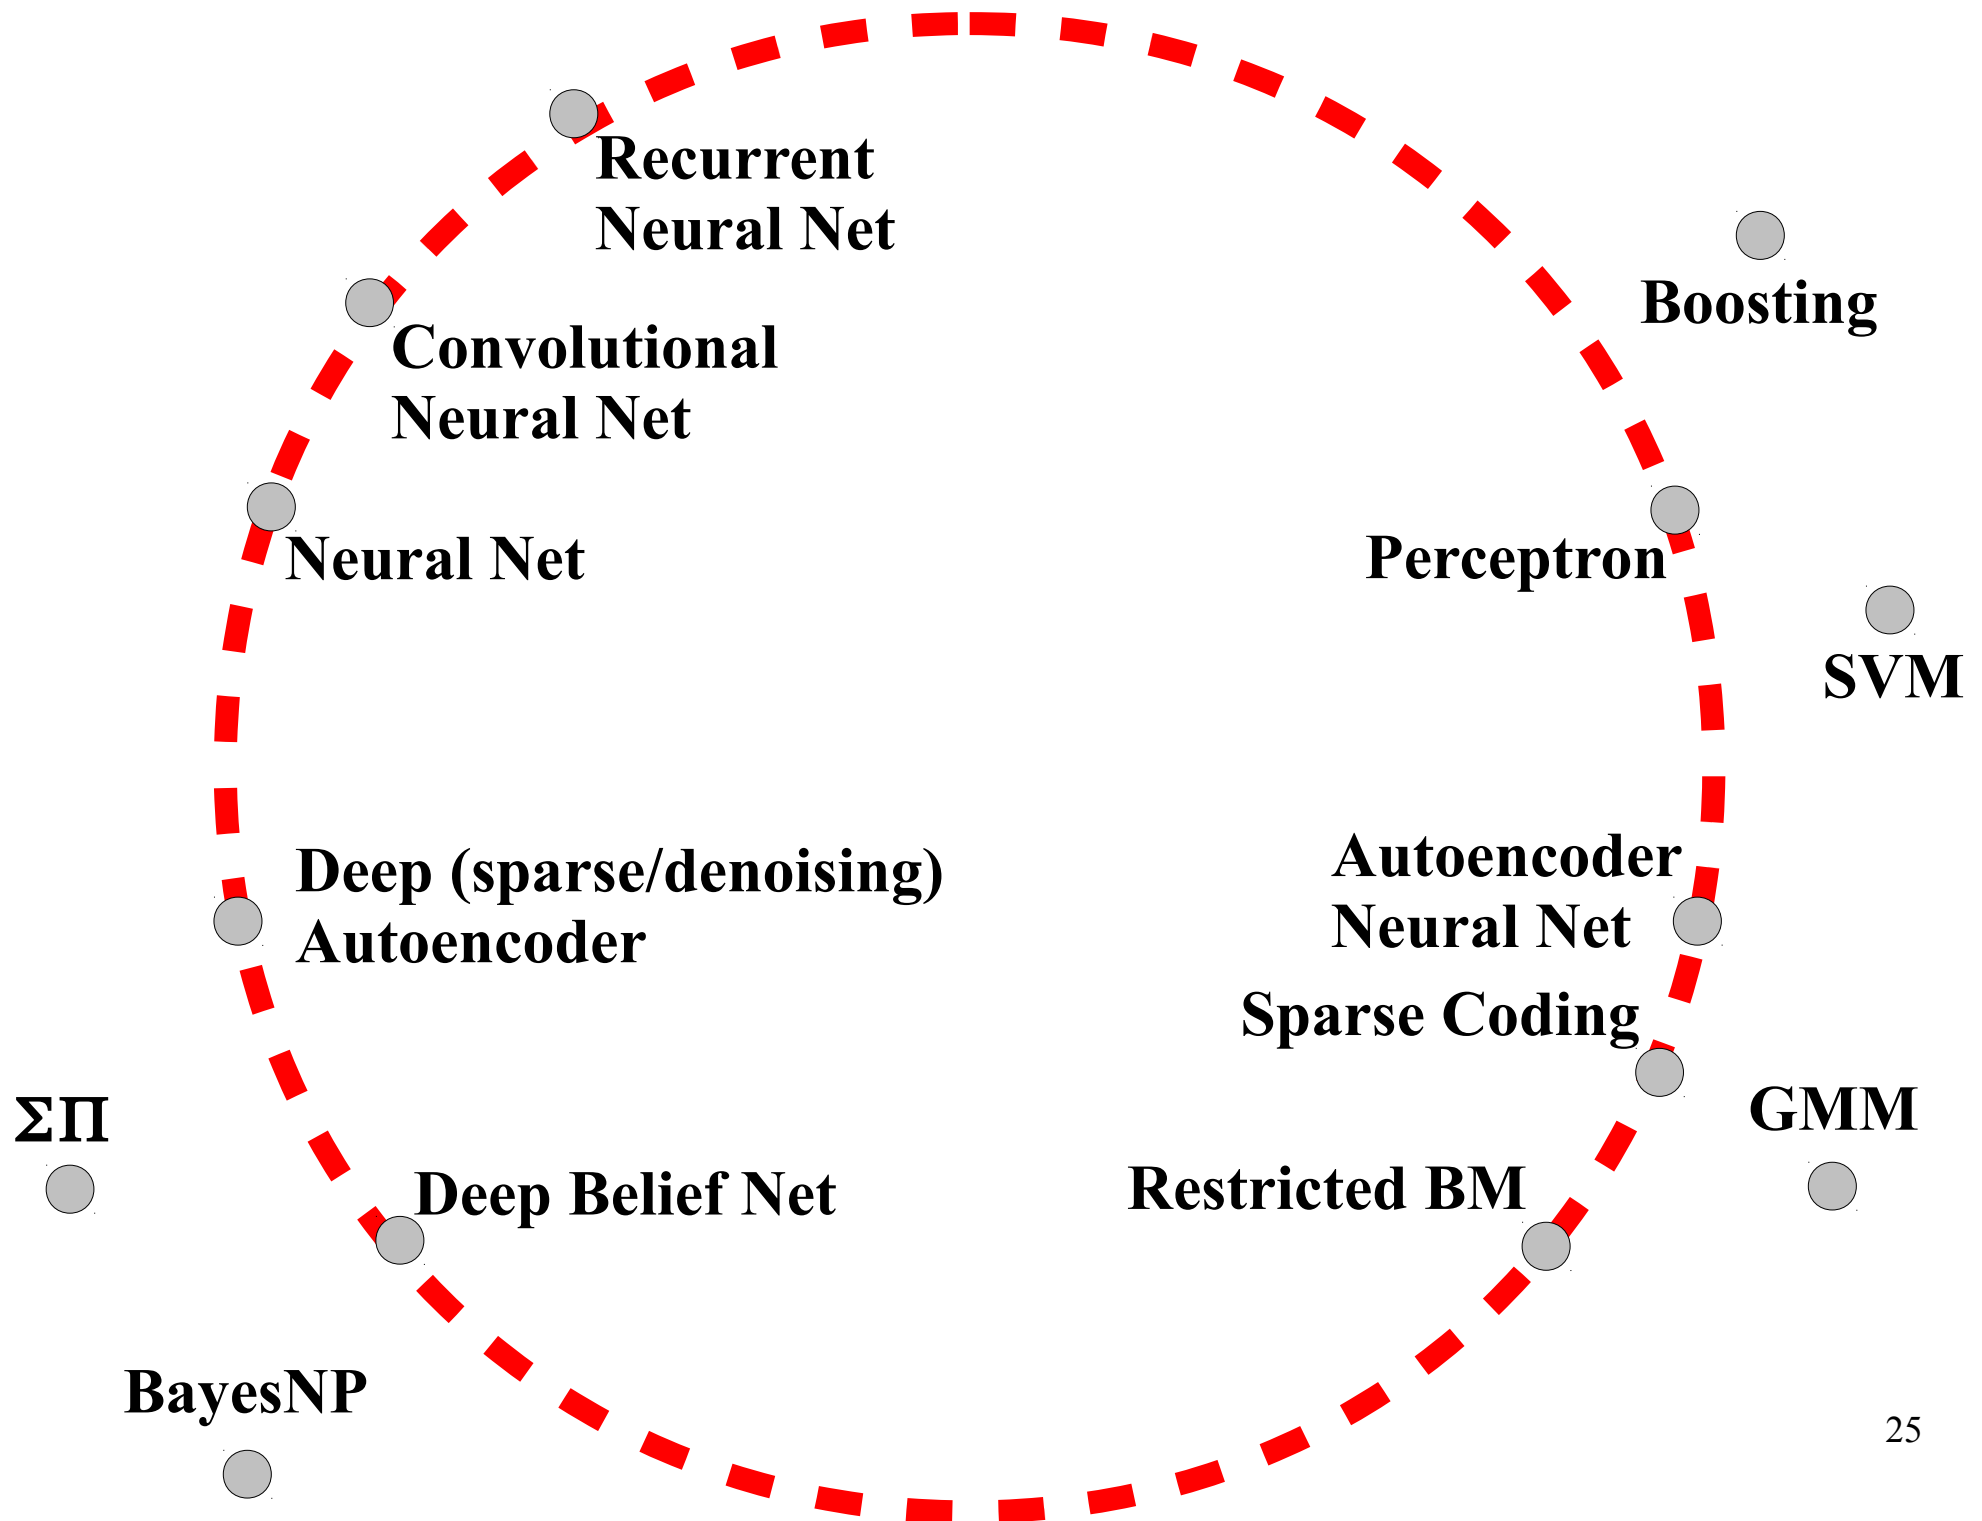 Recurrent
Neural Net
Boosting
Convolutional
Neural Net
Neural Net
Perceptron
SVM
Deep (sparse/denoising)
Autoencoder
Autoencoder
Neural Net
Sparse Coding
ΣΠ
GMM
Deep Belief Net
Restricted BM
BayesNP
25